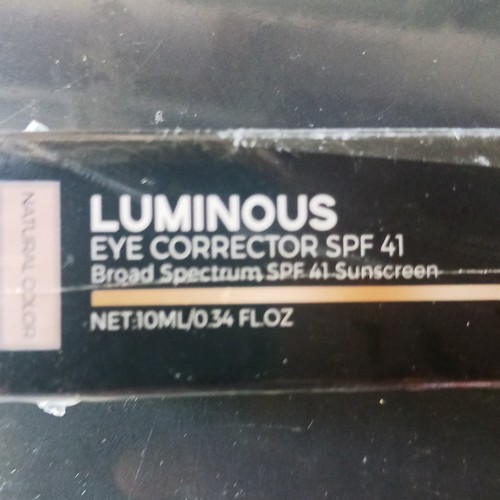 NATURAL COLOR
LUMINOUS
EYE CORRECTOR SPF 41
Broad Spectrum SPF 41 Sunscreen
NET:10ML/0.34 FL.OZ